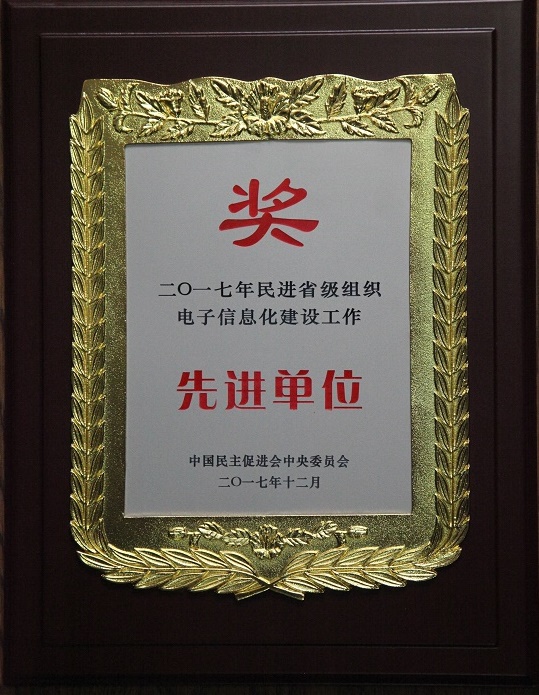 奖
二〇一七年民进省级组织
电子信息化建设工作
先进单位
中国民主促进会中央委员会
二〇一七年十二月